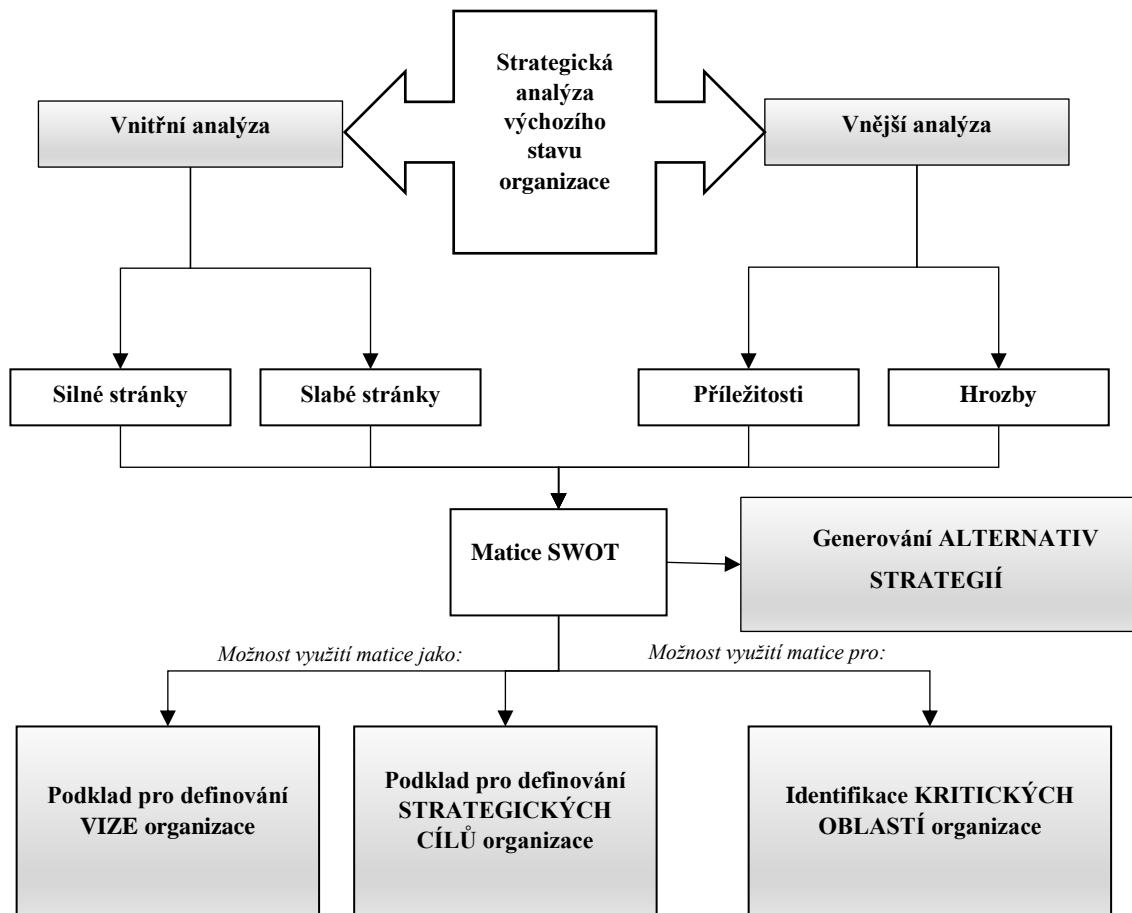 Strategická
analýza
výchozího
stavu
organizace
Vnitřní analýza
Vnější analýza
Silné stránky
Slabé stránky
Příležitosti
Hrozby
Matice SWOT
Generování ALTERNATIV
STRATEGIÍ
Možnost využití matice jako:
Možnost využití matice pro:
Podklad pro definování
VIZE organizace
Podklad pro definování
STRATEGICKÝCH
CÍLŮ organizace
Identifikace KRITICKÝCH
OBLASTÍ organizace